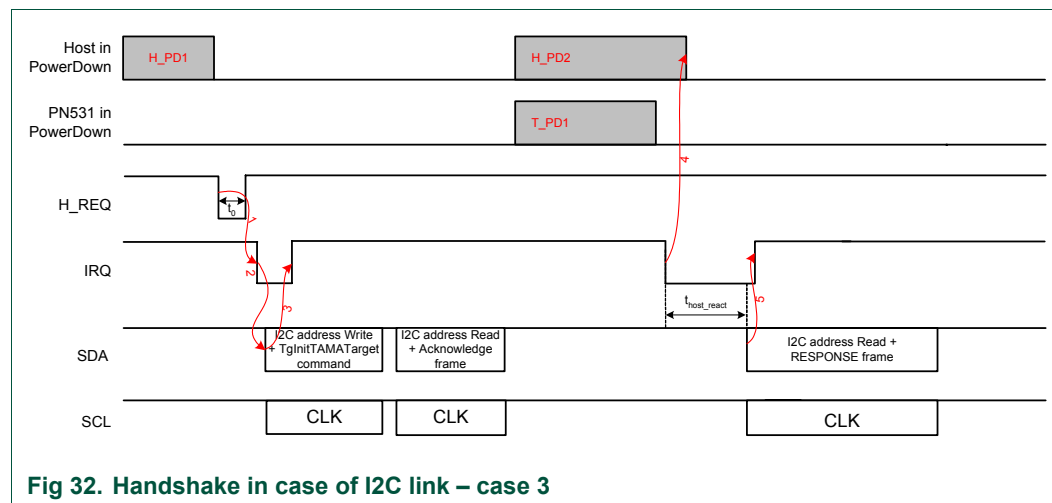 Host in
PowerDown
H_PD1
H_PD2
PN531 in
PowerDown
T_PD1
4
H_REQ
t0
1
IRQ
2
3
thost_react
5
SDA
I2C address Write
+ TgInitTAMATarget
command
I2C address Read
+ Acknowledge
frame
I2C address Read +
RESPONSE frame
SCL
CLK
CLK
CLK
Fig 32. Handshake in case of I2C link – case 3